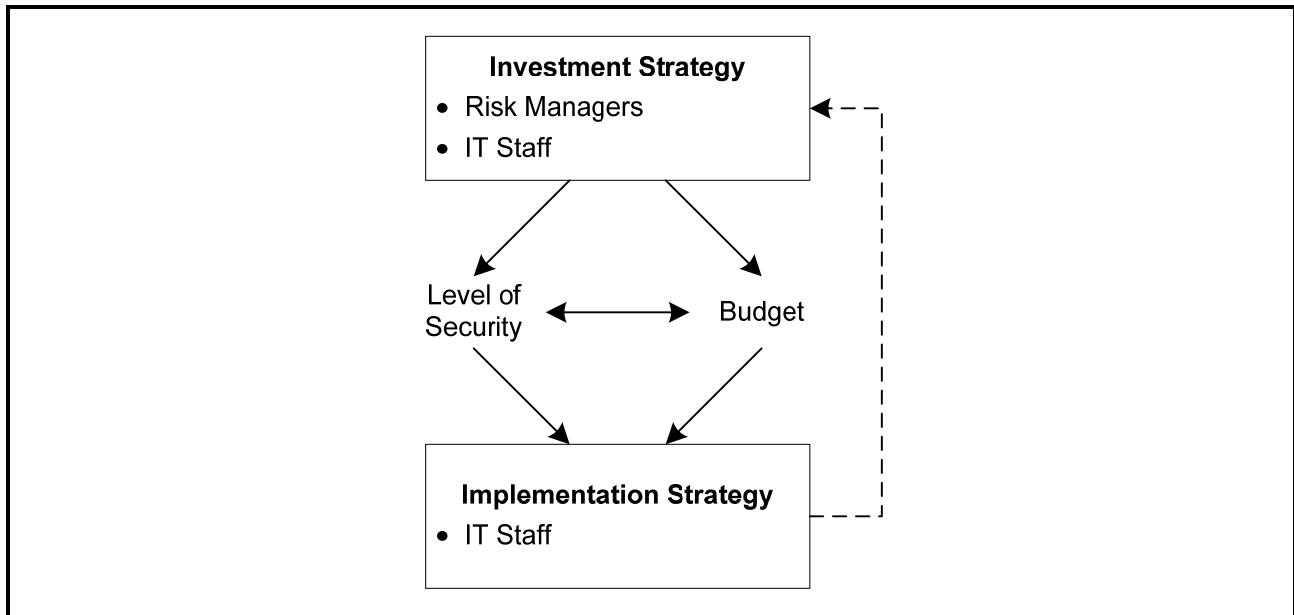 Investment Strategy
• Risk Managers
• IT Staff
Level of
Security
Budget
Implementation Strategy
• IT Staff